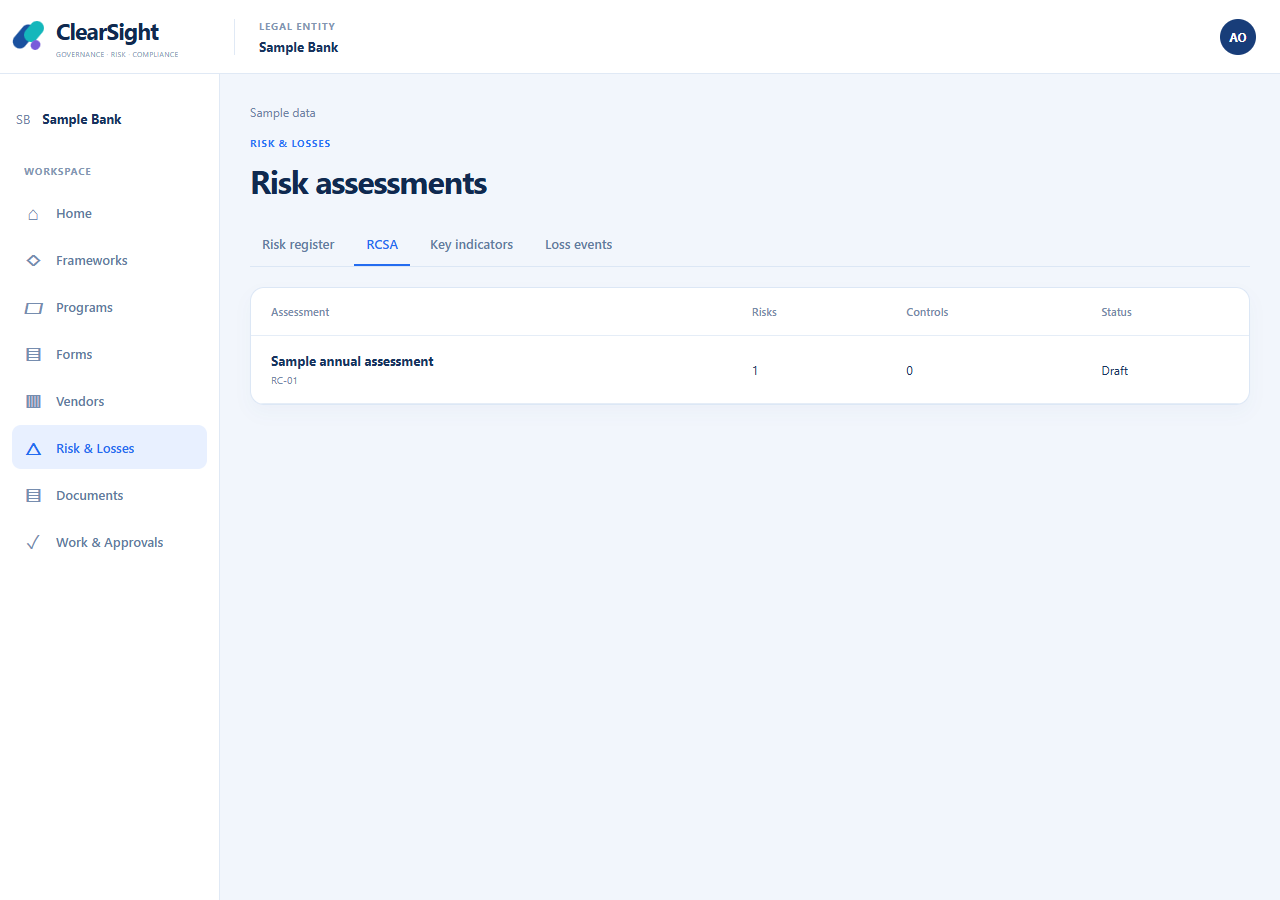 ClearSight
GOVERNANCE · RISK · COMPLIANCE
LEGAL ENTITY
Sample Bank
AO
SB Sample Bank
WORKSPACE
Home
Frameworks
Programs
Forms
Vendors
Risk & Losses
Documents
Work & Approvals
Sample data
RISK & LOSSES
Risk assessments
Risk register RCSA Key indicators Loss events
Assessment Risks Controls Status
Sample annual assessment 1 0 Draft
RC-01